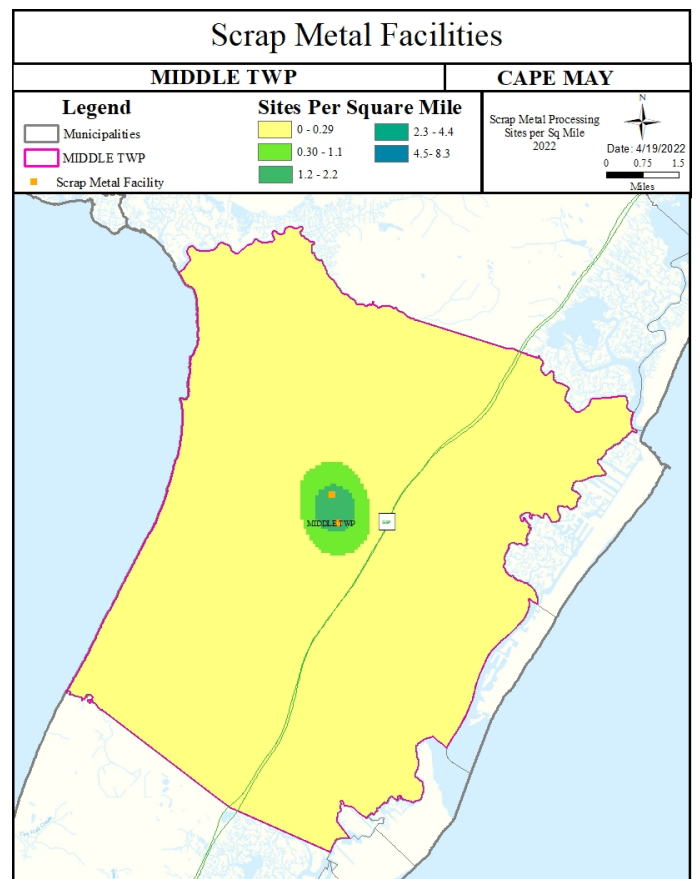 Scrap Metal Facilities
MIDDLE TWP
CAPE MAY
Legend
Municipalities
MIDDLE TWP
Scrap Metal Facility
Sites Per Square Mile
0 - 0.29
0.30 - 1.1
1.2 - 2.2
2.3 - 4.4
4.5- 8.3
Scrap Metal Processing
Sites per Sq Mile
2022
N
Date: 4/19/2022
0 0.75 1.5
Miles
MIDDLE TWP
GSP